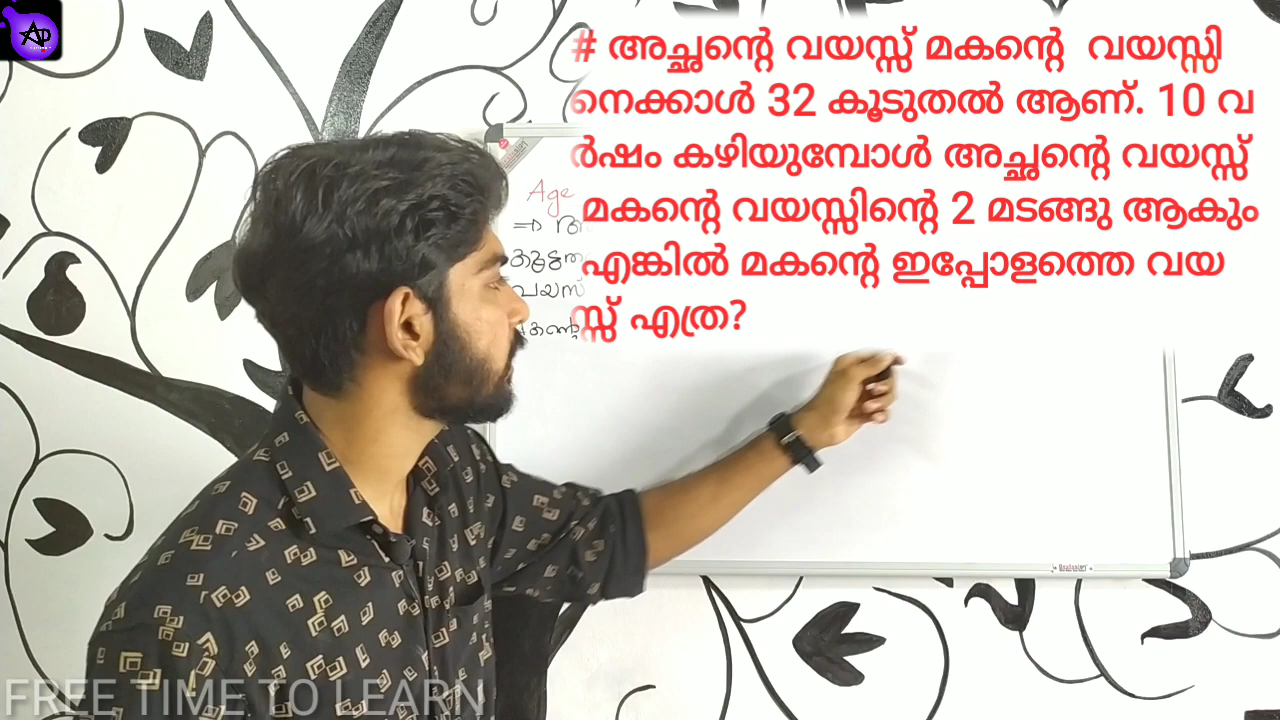 AD
# അച്ഛന്റെ വയസ്സ് മകന്റെ വയസ്സി
നെക്കാൾ 32 കൂടുതൽ ആണ്. 10 വ
ർഷം കഴിയുമ്പോൾ അച്ഛന്റെ വയസ്സ്
മകന്റെ വയസ്സിന്റെ 2 മടങ്ങു ആകും
എങ്കിൽ മകന്റെ ഇപ്പോളത്തെ വയ
സ്സ് എത്ര?
Age
കൂടുത
വയസ്
FREE TIME TO LEARN